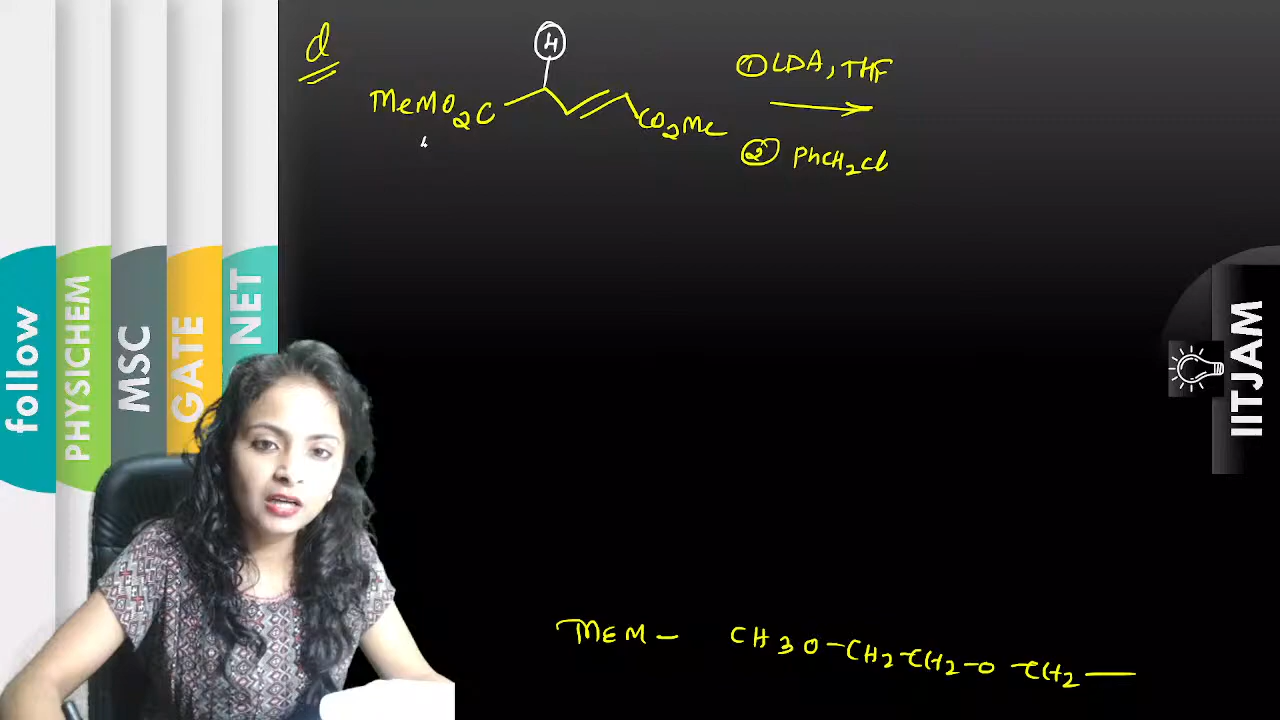 d
H
MeMO2C
CO2Me
① LDA, THF
② PhCH2Cl
MEM — CH3O-CH2-CH2-O CH2—
follow
PHYSICHEM
MSC
GATE
NET
IITJAM